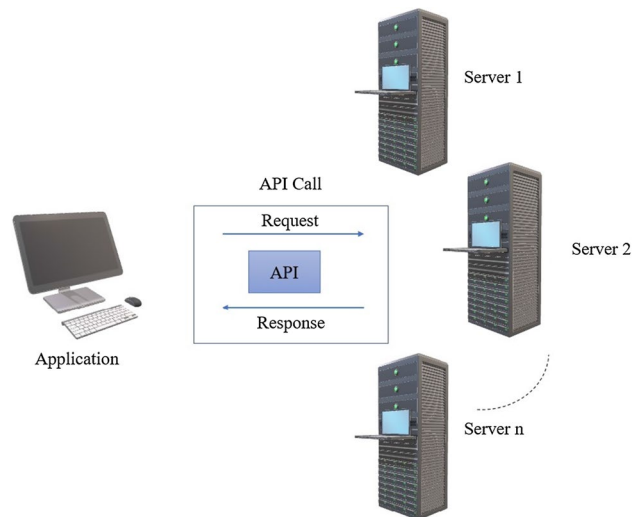 Server 1
API Call
Request
Server 2
API
Response
Application
Server n